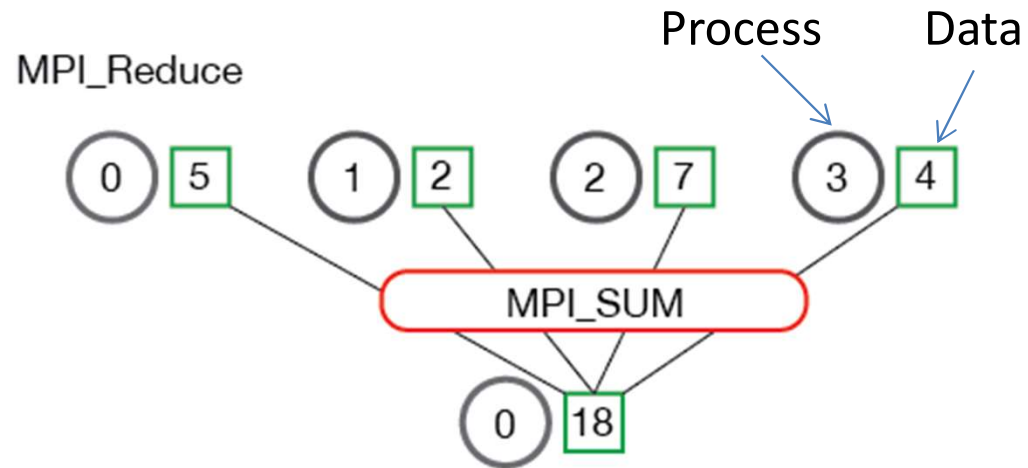 Process Data
MPI_Reduce
0 5 1 2 2 7 3 4
MPI_SUM
0 18